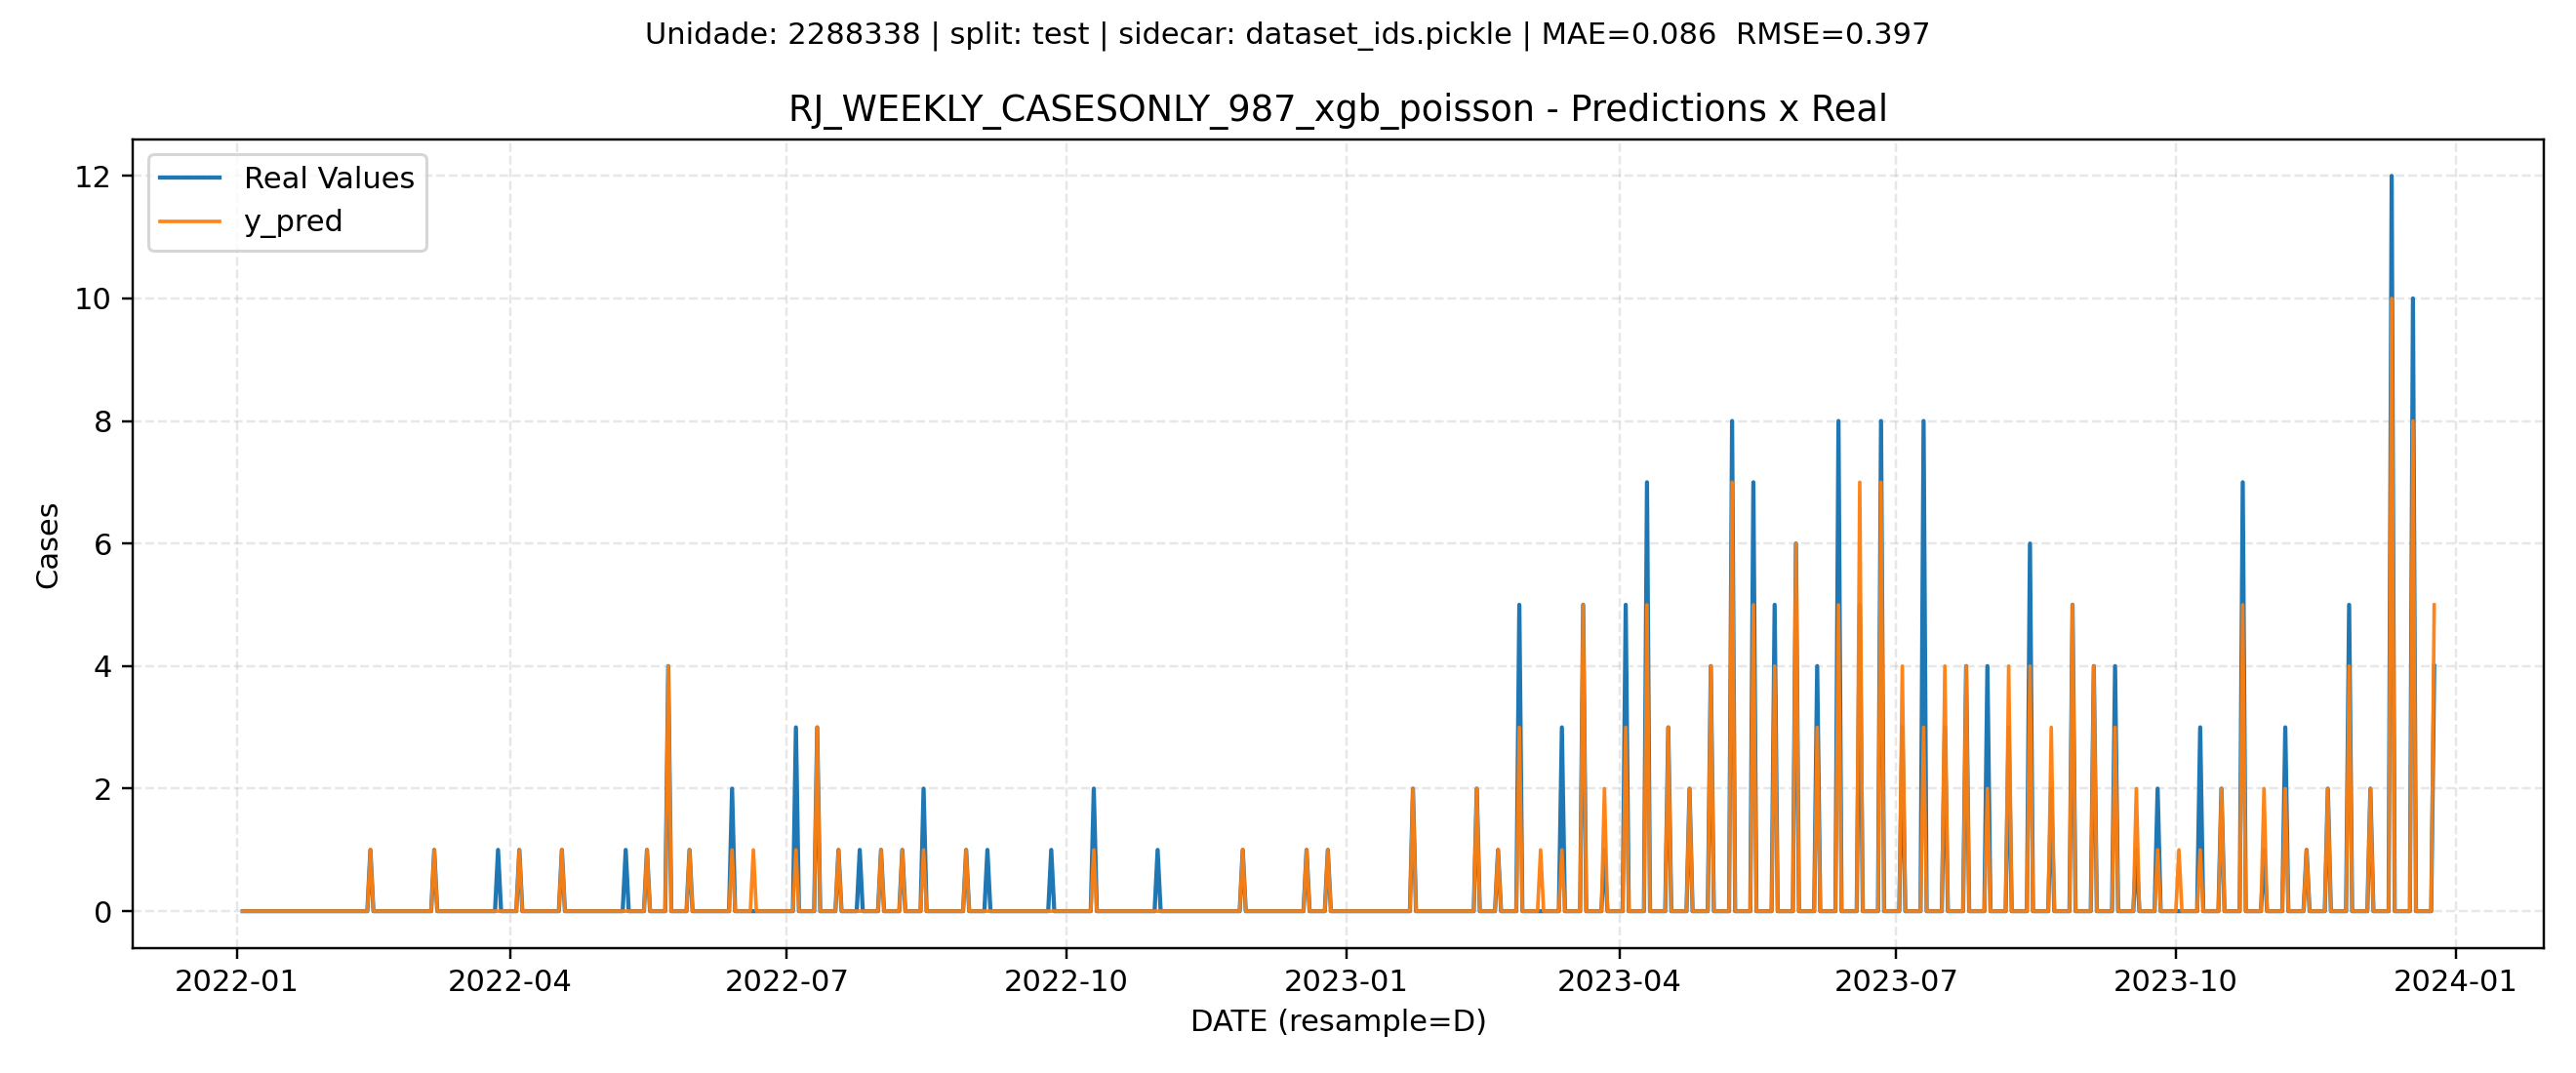 Unidade: 2288338 | split: test | sidecar: dataset_ids.pickle | MAE=0.086  RMSE=0.397
RJ_WEEKLY_CASESONLY_987_xgb_poisson - Predictions x Real
Real Values
y_pred
12
10
8
6
4
2
0
Cases
2022-01
2022-04
2022-07
2022-10
2023-01
2023-04
2023-07
2023-10
2024-01
DATE (resample=D)